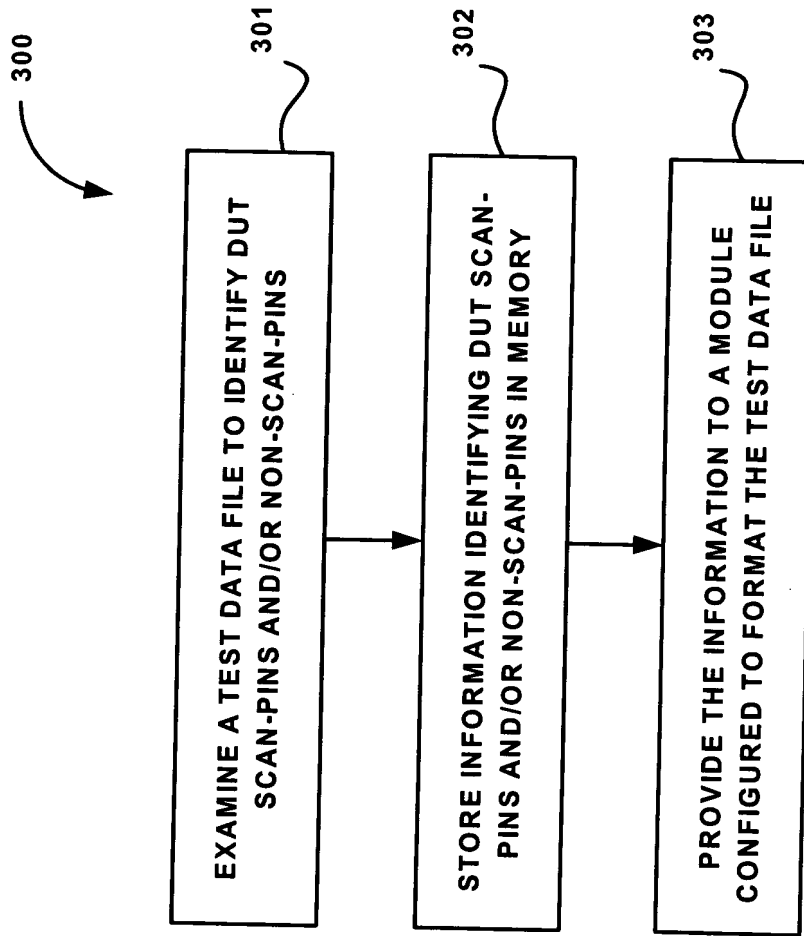 300
301
EXAMINE A TEST DATA FILE TO IDENTIFY DUT
SCAN-PINS AND/OR NON-SCAN-PINS
302
STORE INFORMATION IDENTIFYING DUT SCAN-
PINS AND/OR NON-SCAN-PINS IN MEMORY
303
PROVIDE THE INFORMATION TO A MODULE
CONFIGURED TO FORMAT THE TEST DATA FILE